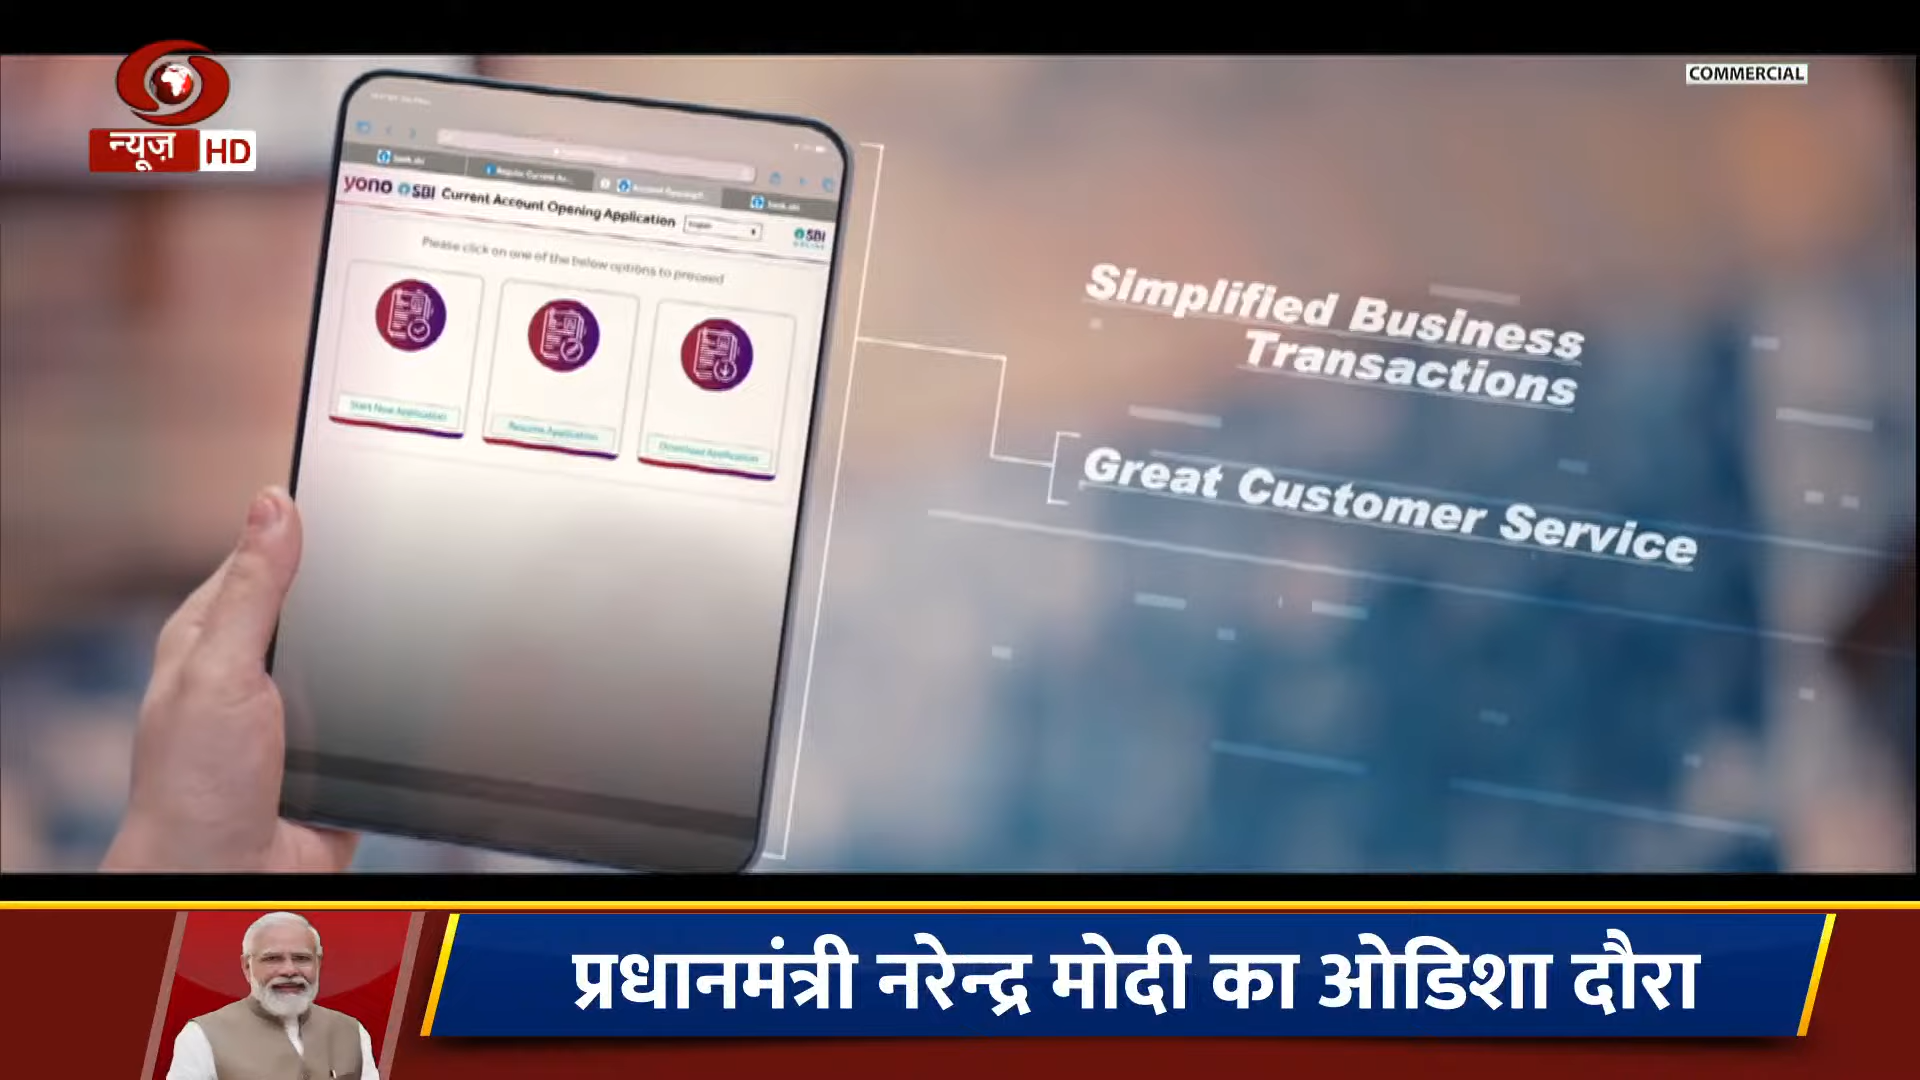 COMMERCIAL
न्यूज़ HD
yono SBI Current Account Opening Application
SBI
Please click on one of the below options to proceed
Start New Application
Resume Application
Download Application
Simplified Business
Transactions
Great Customer Service
प्रधानमंत्री नरेन्द्र मोदी का ओडिशा दौरा